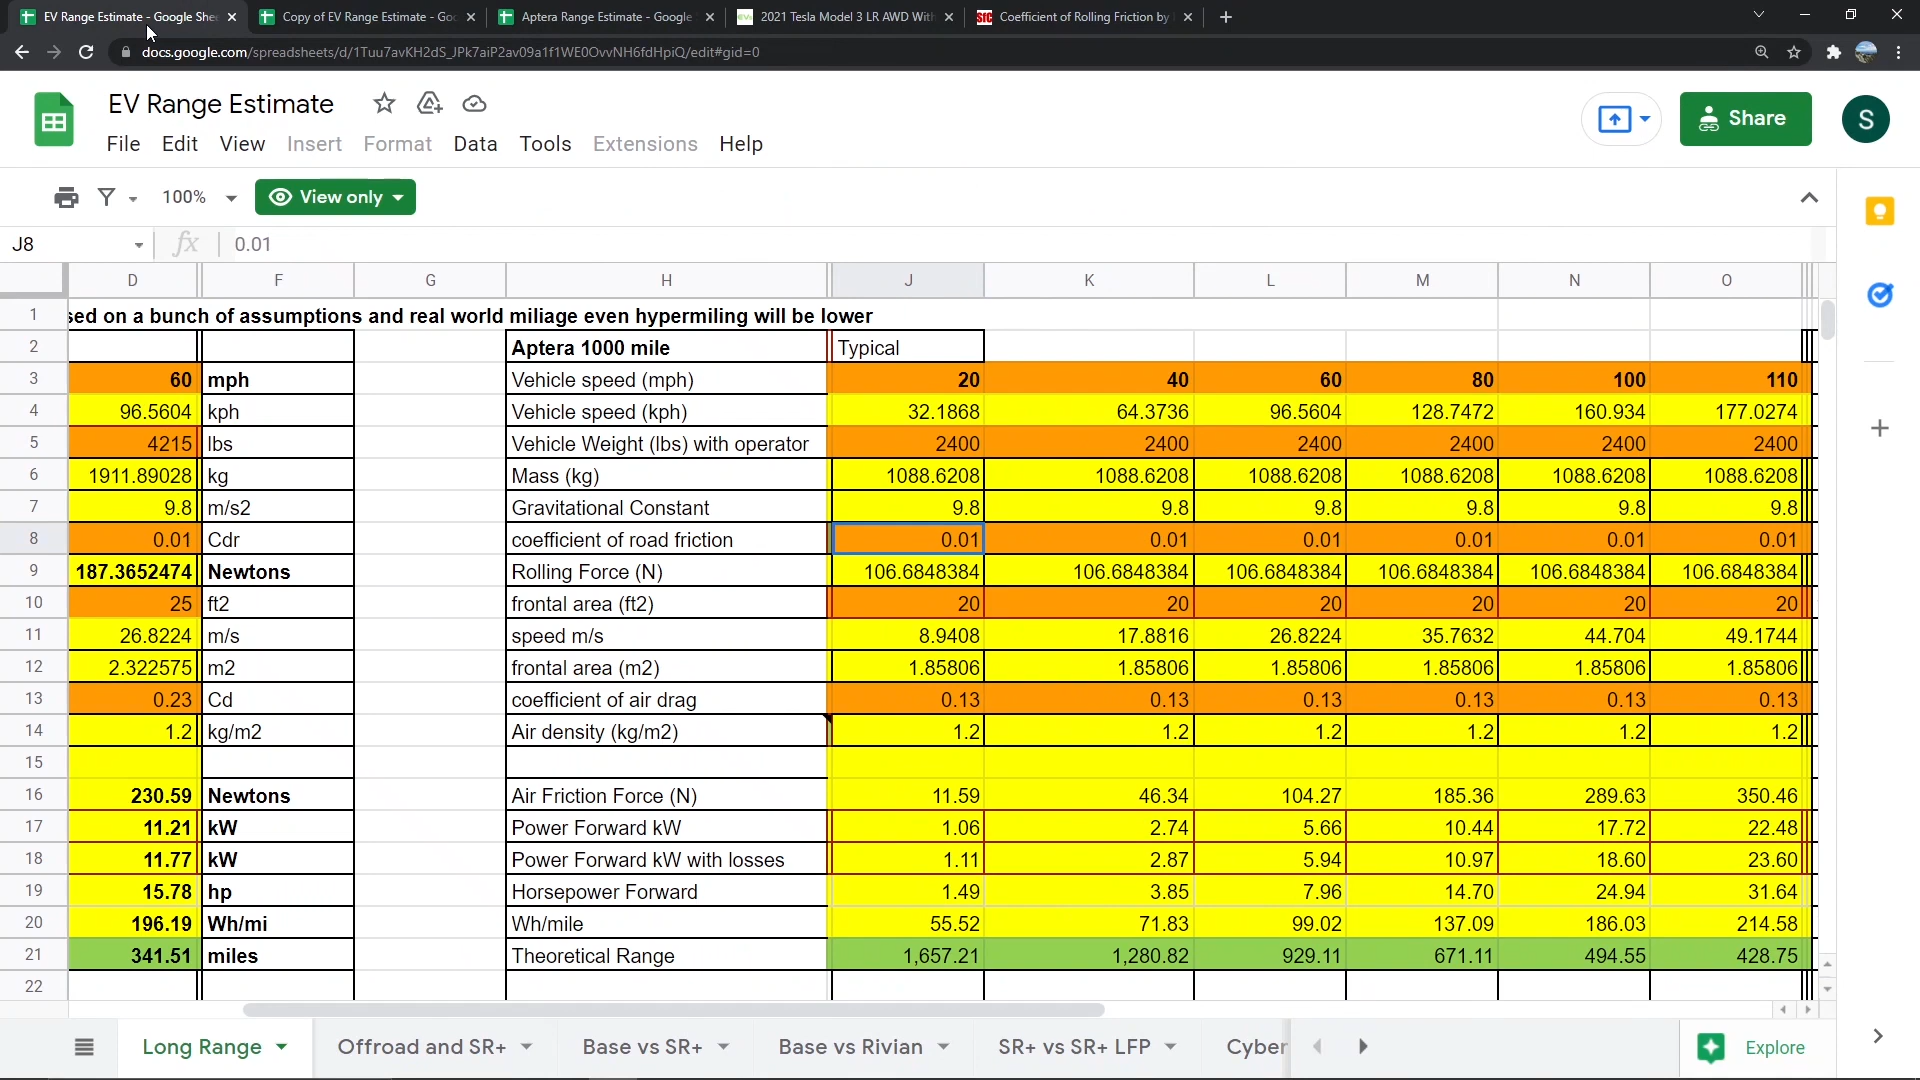 EV Range Estimate - Google Shee
Copy of EV Range Estimate - Goo
Aptera Range Estimate - Google
2021 Tesla Model 3 LR AWD With
Coefficient of Rolling Friction by
docs.google.com/spreadsheets/d/1Tuu7avKH2dS_JPk7aiP2av09a1f1WE0OvvNH6fdHpiQ/edit#gid=0
EV Range Estimate
File Edit View Insert Format Data Tools Extensions Help
Share
S
100%
View only
J8
fx
0.01
D F G H J K L M N O
1 sed on a bunch of assumptions and real world miliage even hypermiling will be lower
2 Aptera 1000 mile Typical
3 60 mph Vehicle speed (mph) 20 40 60 80 100 110
4 96.5604 kph Vehicle speed (kph) 32.1868 64.3736 96.5604 128.7472 160.934 177.0274
5 4215 lbs Vehicle Weight (lbs) with operator 2400 2400 2400 2400 2400 2400
6 1911.89028 kg Mass (kg) 1088.6208 1088.6208 1088.6208 1088.6208 1088.6208 1088.6208
7 9.8 m/s2 Gravitational Constant 9.8 9.8 9.8 9.8 9.8 9.8
8 0.01 Cdr coefficient of road friction 0.01 0.01 0.01 0.01 0.01 0.01
9 187.3652474 Newtons Rolling Force (N) 106.6848384 106.6848384 106.6848384 106.6848384 106.6848384 106.6848384
10 25 ft2 frontal area (ft2) 20 20 20 20 20 20
11 26.8224 m/s speed m/s 8.9408 17.8816 26.8224 35.7632 44.704 49.1744
12 2.322575 m2 frontal area (m2) 1.85806 1.85806 1.85806 1.85806 1.85806 1.85806
13 0.23 Cd coefficient of air drag 0.13 0.13 0.13 0.13 0.13 0.13
14 1.2 kg/m2 Air density (kg/m2) 1.2 1.2 1.2 1.2 1.2 1.2
15
16 230.59 Newtons Air Friction Force (N) 11.59 46.34 104.27 185.36 289.63 350.46
17 11.21 kW Power Forward kW 1.06 2.74 5.66 10.44 17.72 22.48
18 11.77 kW Power Forward kW with losses 1.11 2.87 5.94 10.97 18.60 23.60
19 15.78 hp Horsepower Forward 1.49 3.85 7.96 14.70 24.94 31.64
20 196.19 Wh/mi Wh/mile 55.52 71.83 99.02 137.09 186.03 214.58
21 341.51 miles Theoretical Range 1,657.21 1,280.82 929.11 671.11 494.55 428.75
22
Long Range Offroad and SR+ Base vs SR+ Base vs Rivian SR+ vs SR+ LFP Cyber
Explore